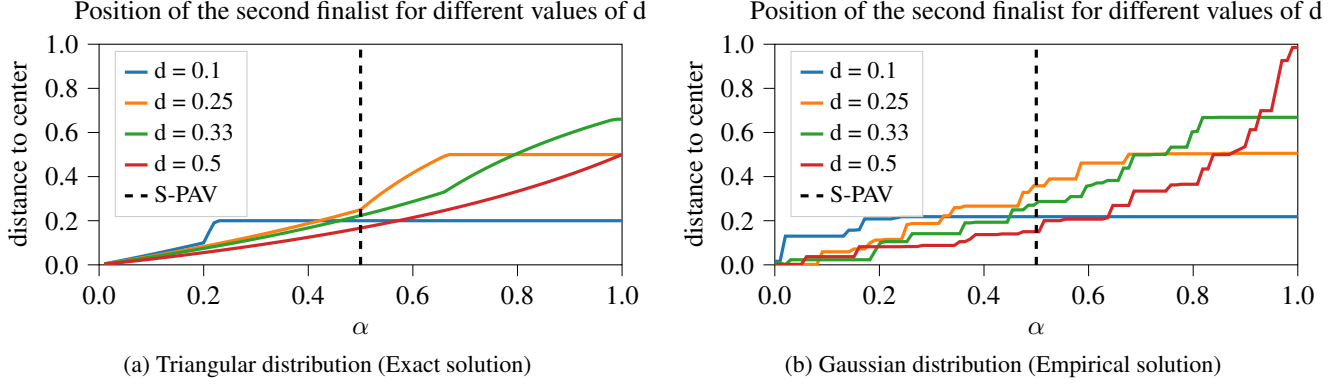 Position of the second finalist for different values of d
distance to center
1.0
0.8
0.6
0.4
0.2
0.0
d = 0.1
d = 0.25
d = 0.33
d = 0.5
S-PAV
0.0 0.2 0.4 0.6 0.8 1.0
α
(a) Triangular distribution (Exact solution)
Position of the second finalist for different values of d
distance to center
1.0
0.8
0.6
0.4
0.2
0.0
d = 0.1
d = 0.25
d = 0.33
d = 0.5
S-PAV
0.0 0.2 0.4 0.6 0.8 1.0
α
(b) Gaussian distribution (Empirical solution)